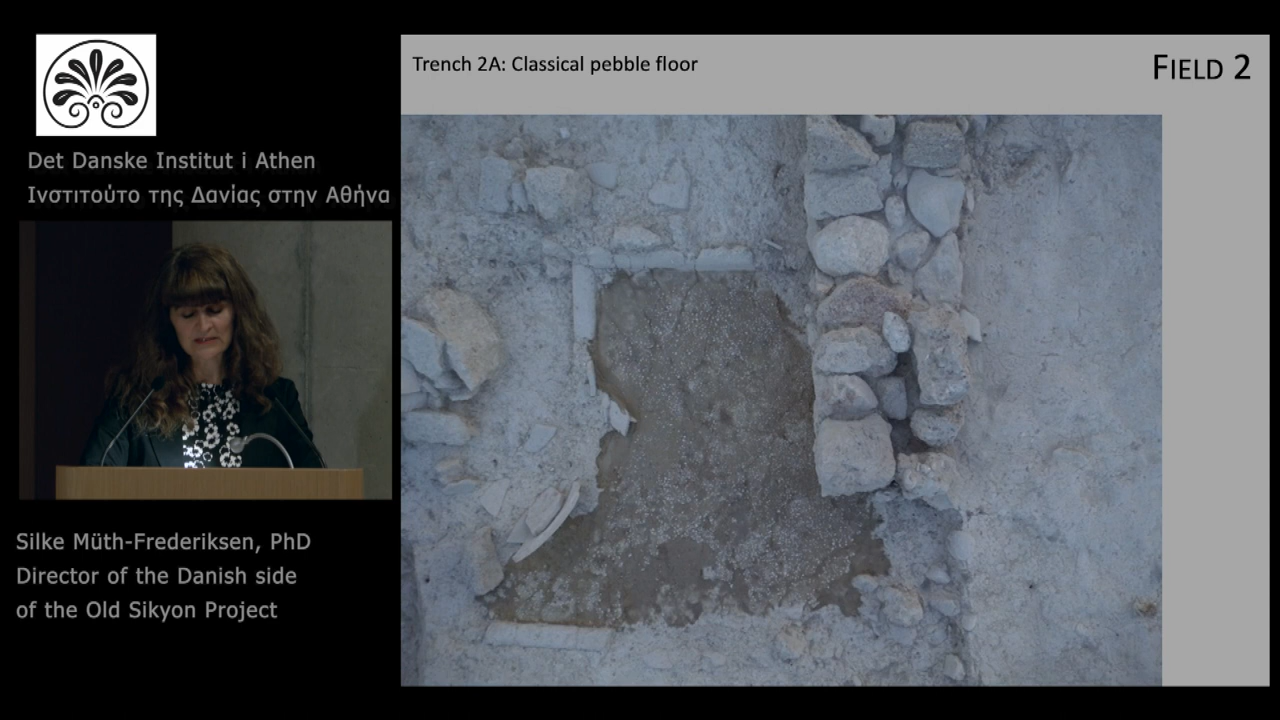 Trench 2A: Classical pebble floor
FIELD 2
Det Danske Institut i Athen
Ινστιτούτο της Δανίας στην Αθήνα
Silke Müth-Frederiksen, PhD
Director of the Danish side
of the Old Sikyon Project